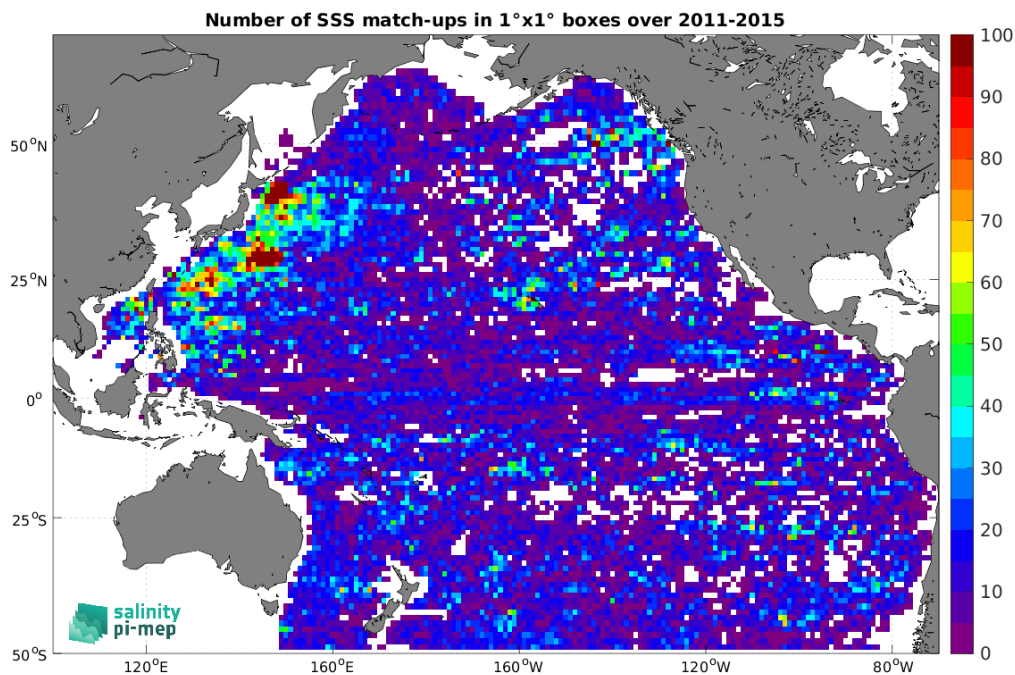 Number of SSS match-ups in 1°x1° boxes over 2011-2015
100
90
80
70
60
50
40
30
20
10
0
50°N
25°N
0°
25°S
50°S
120°E
160°E
160°W
120°W
80°W
salinity
pi-mep